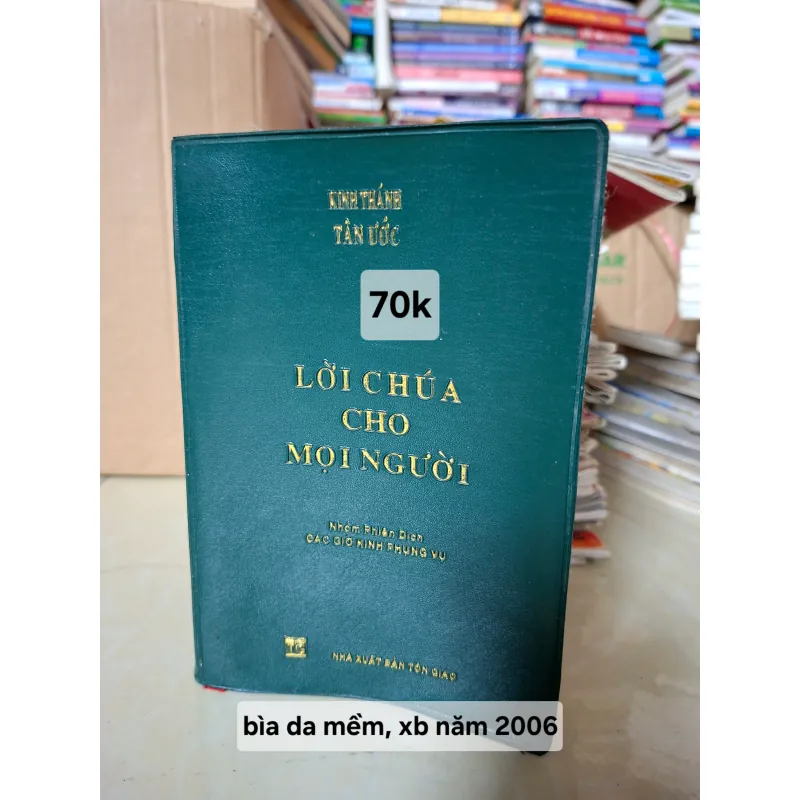 KINH THÁNH
TÂN ƯỚC
70k
LỜI CHÚA
CHO
MỌI NGƯỜI
Nhóm Phiên Dịch
CÁC GIỜ KINH PHỤNG VỤ
NHÀ XUẤT BẢN TÔN GIÁO
bìa da mềm, xb năm 2006